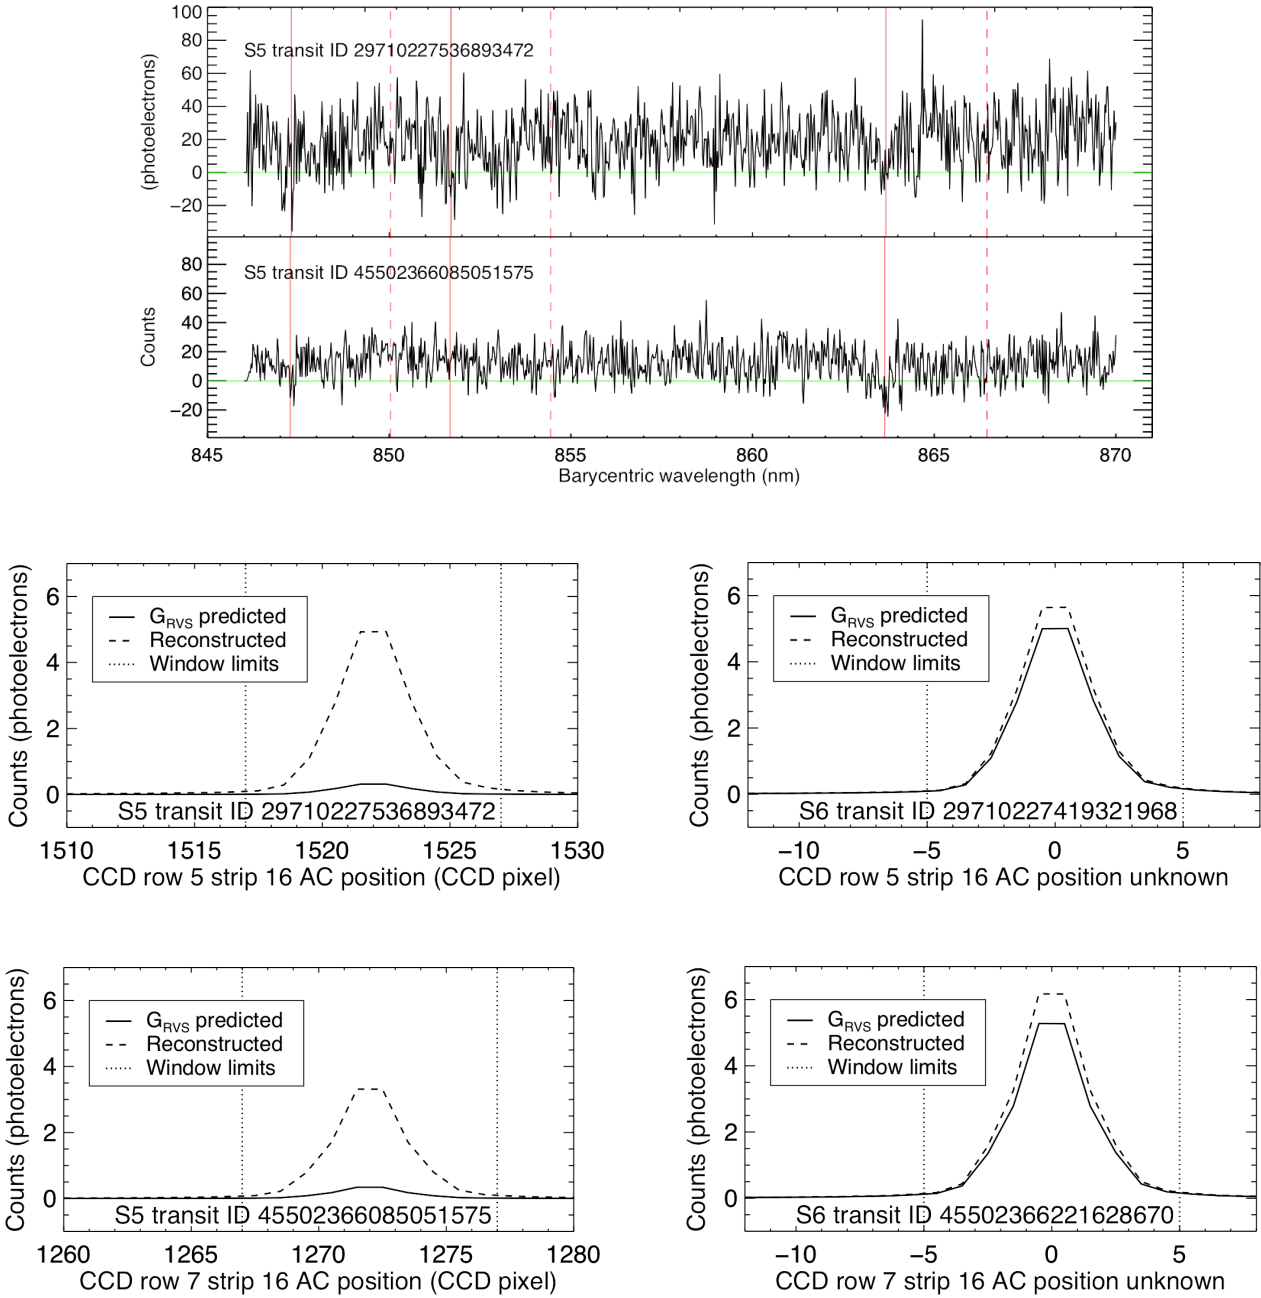 (photoelectrons)
100
80
60
40
20
0
−20
S5 transit ID 29710227536893472
Counts
80
60
40
20
0
−20
S5 transit ID 45502366085051575
845 850 855 860 865 870
Barycentric wavelength (nm)
Counts (photoelectrons)
6
4
2
0
GRVS predicted
Reconstructed
Window limits
S5 transit ID 29710227536893472
1510 1515 1520 1525 1530
CCD row 5 strip 16 AC position (CCD pixel)
Counts (photoelectrons)
6
4
2
0
GRVS predicted
Reconstructed
Window limits
S6 transit ID 29710227419321968
−10 −5 0 5
CCD row 5 strip 16 AC position unknown
Counts (photoelectrons)
6
4
2
0
GRVS predicted
Reconstructed
Window limits
S5 transit ID 45502366085051575
1260 1265 1270 1275 1280
CCD row 7 strip 16 AC position (CCD pixel)
Counts (photoelectrons)
6
4
2
0
GRVS predicted
Reconstructed
Window limits
S6 transit ID 45502366221628670
−10 −5 0 5
CCD row 7 strip 16 AC position unknown